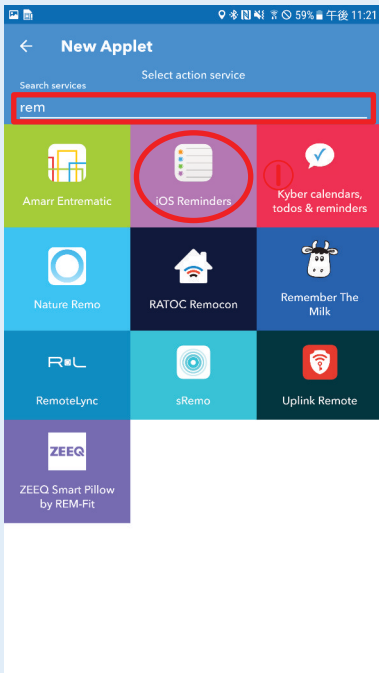 59% 午後 11:21
← New Applet
Select action service
Search services
rem
Amarr Entrematic
iOS Reminders
①
Kyber calendars,
todos & reminders
Nature Remo
RATOC Remocon
Remember The
Milk
R▪L
RemoteLync
sRemo
Uplink Remote
ZEEQ
ZEEQ Smart Pillow
by REM-Fit